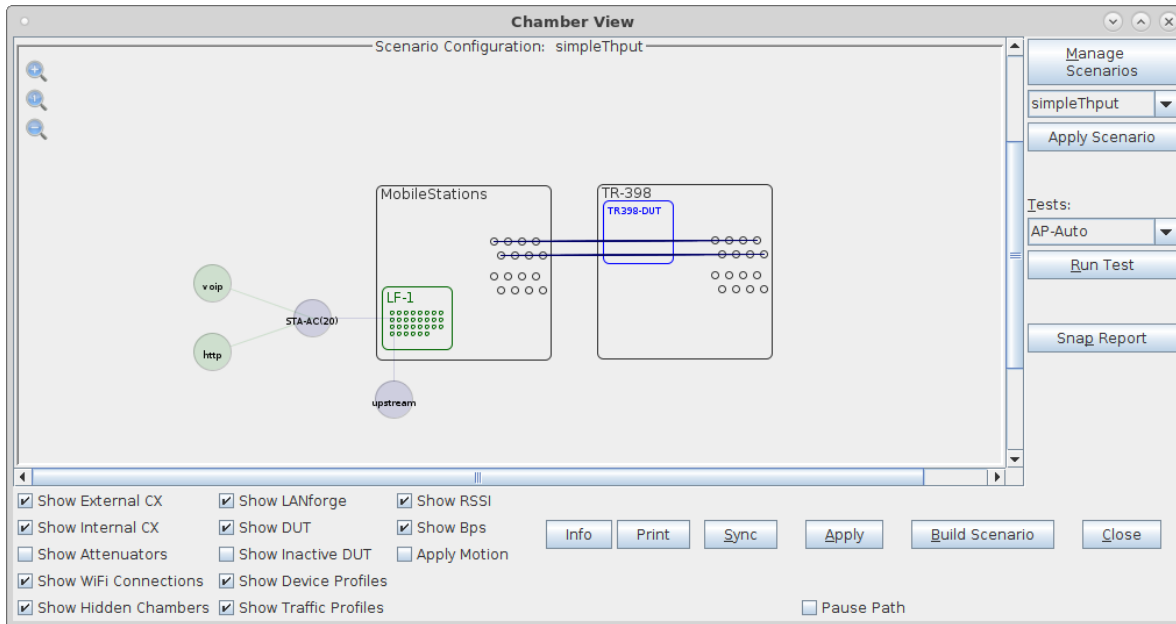 Chamber View
Scenario Configuration: simpleThput
Manage Scenarios
simpleThput
Apply Scenario
Tests:
AP-Auto
Run Test
Snap Report
MobileStations
TR-398
TR398-DUT
LF-1
voip
STA-AC(20)
http
upstream
Show External CX
Show LANforge
Show RSSI
Show Internal CX
Show DUT
Show Bps
Show Attenuators
Show Inactive DUT
Apply Motion
Show WiFi Connections
Show Device Profiles
Show Hidden Chambers
Show Traffic Profiles
Info
Print
Sync
Apply
Build Scenario
Close
Pause Path